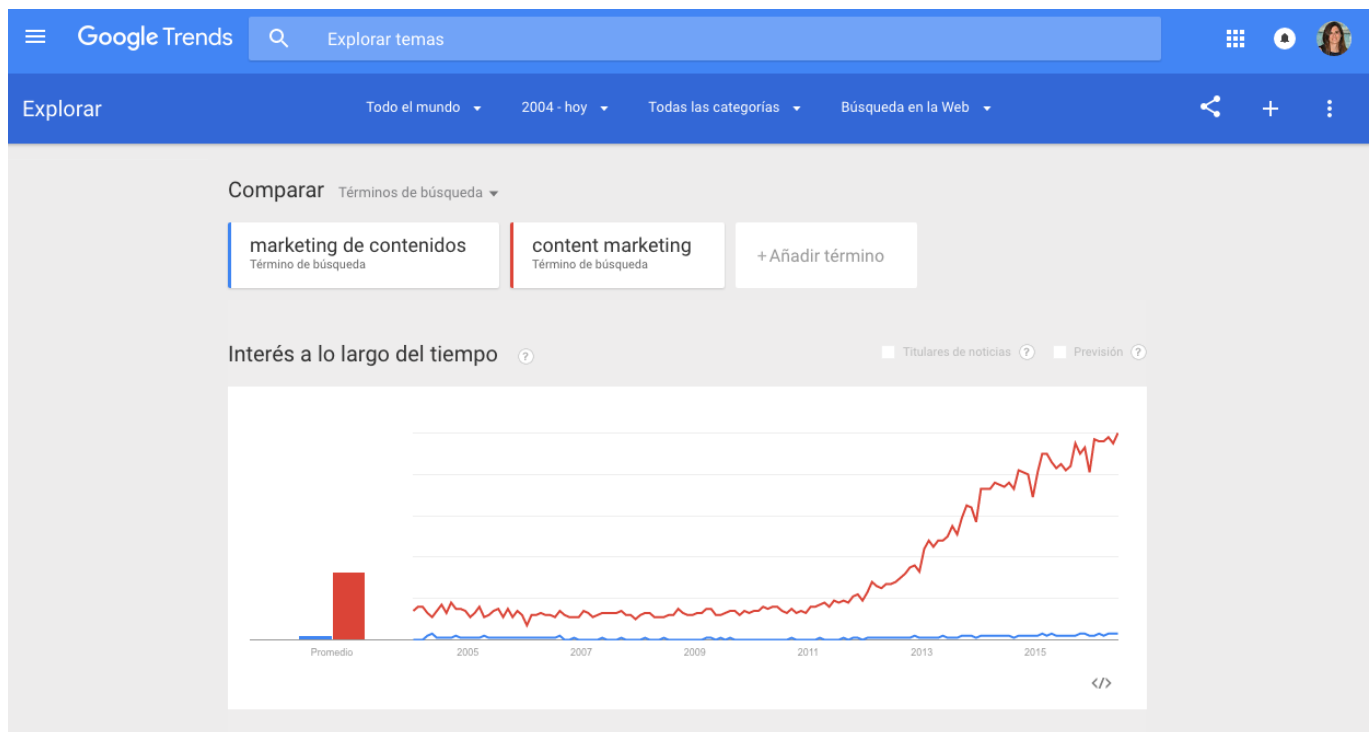 Google Trends
Explorar temas
Explorar
Todo el mundo
2004 - hoy
Todas las categorías
Búsqueda en la Web
Comparar Términos de búsqueda
marketing de contenidos
Término de búsqueda
content marketing
Término de búsqueda
+ Añadir término
Interés a lo largo del tiempo ?
Titulares de noticias ?
Previsión ?
Promedio
2005
2007
2009
2011
2013
2015
</>